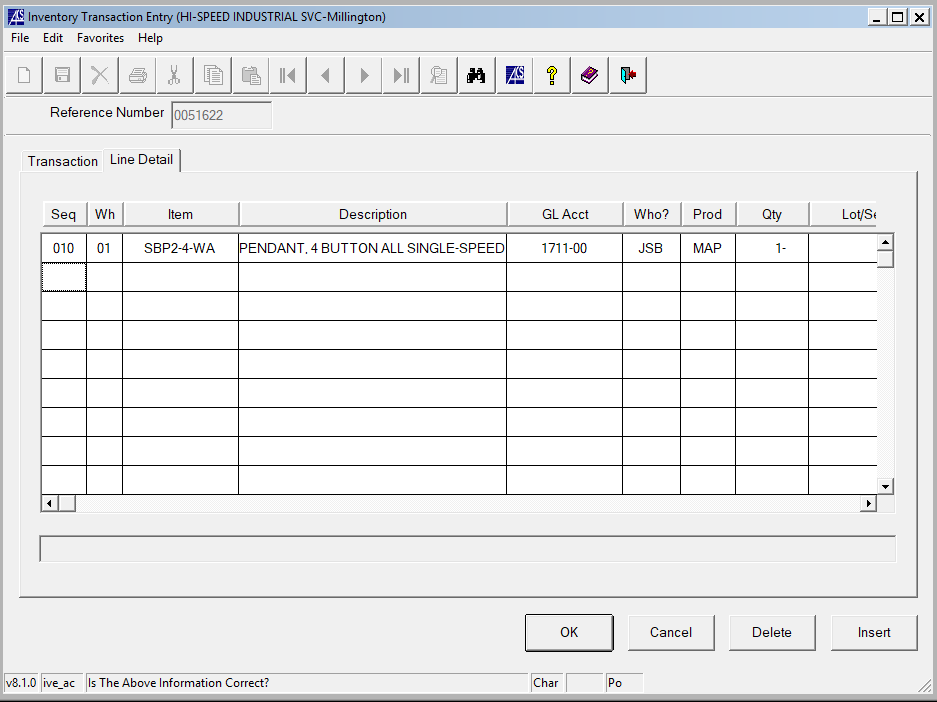 Inventory Transaction Entry (HI-SPEED INDUSTRIAL SVC-Millington)
File Edit Favorites Help
Reference Number 0051622
Transaction Line Detail
Seq Wh Item Description GL Acct Who? Prod Qty Lot/Se
010 01 SBP2-4-WA PENDANT, 4 BUTTON ALL SINGLE-SPEED 1711-00 JSB MAP 1-
OK Cancel Delete Insert
v8.1.0 ive_ac Is The Above Information Correct? Char Po